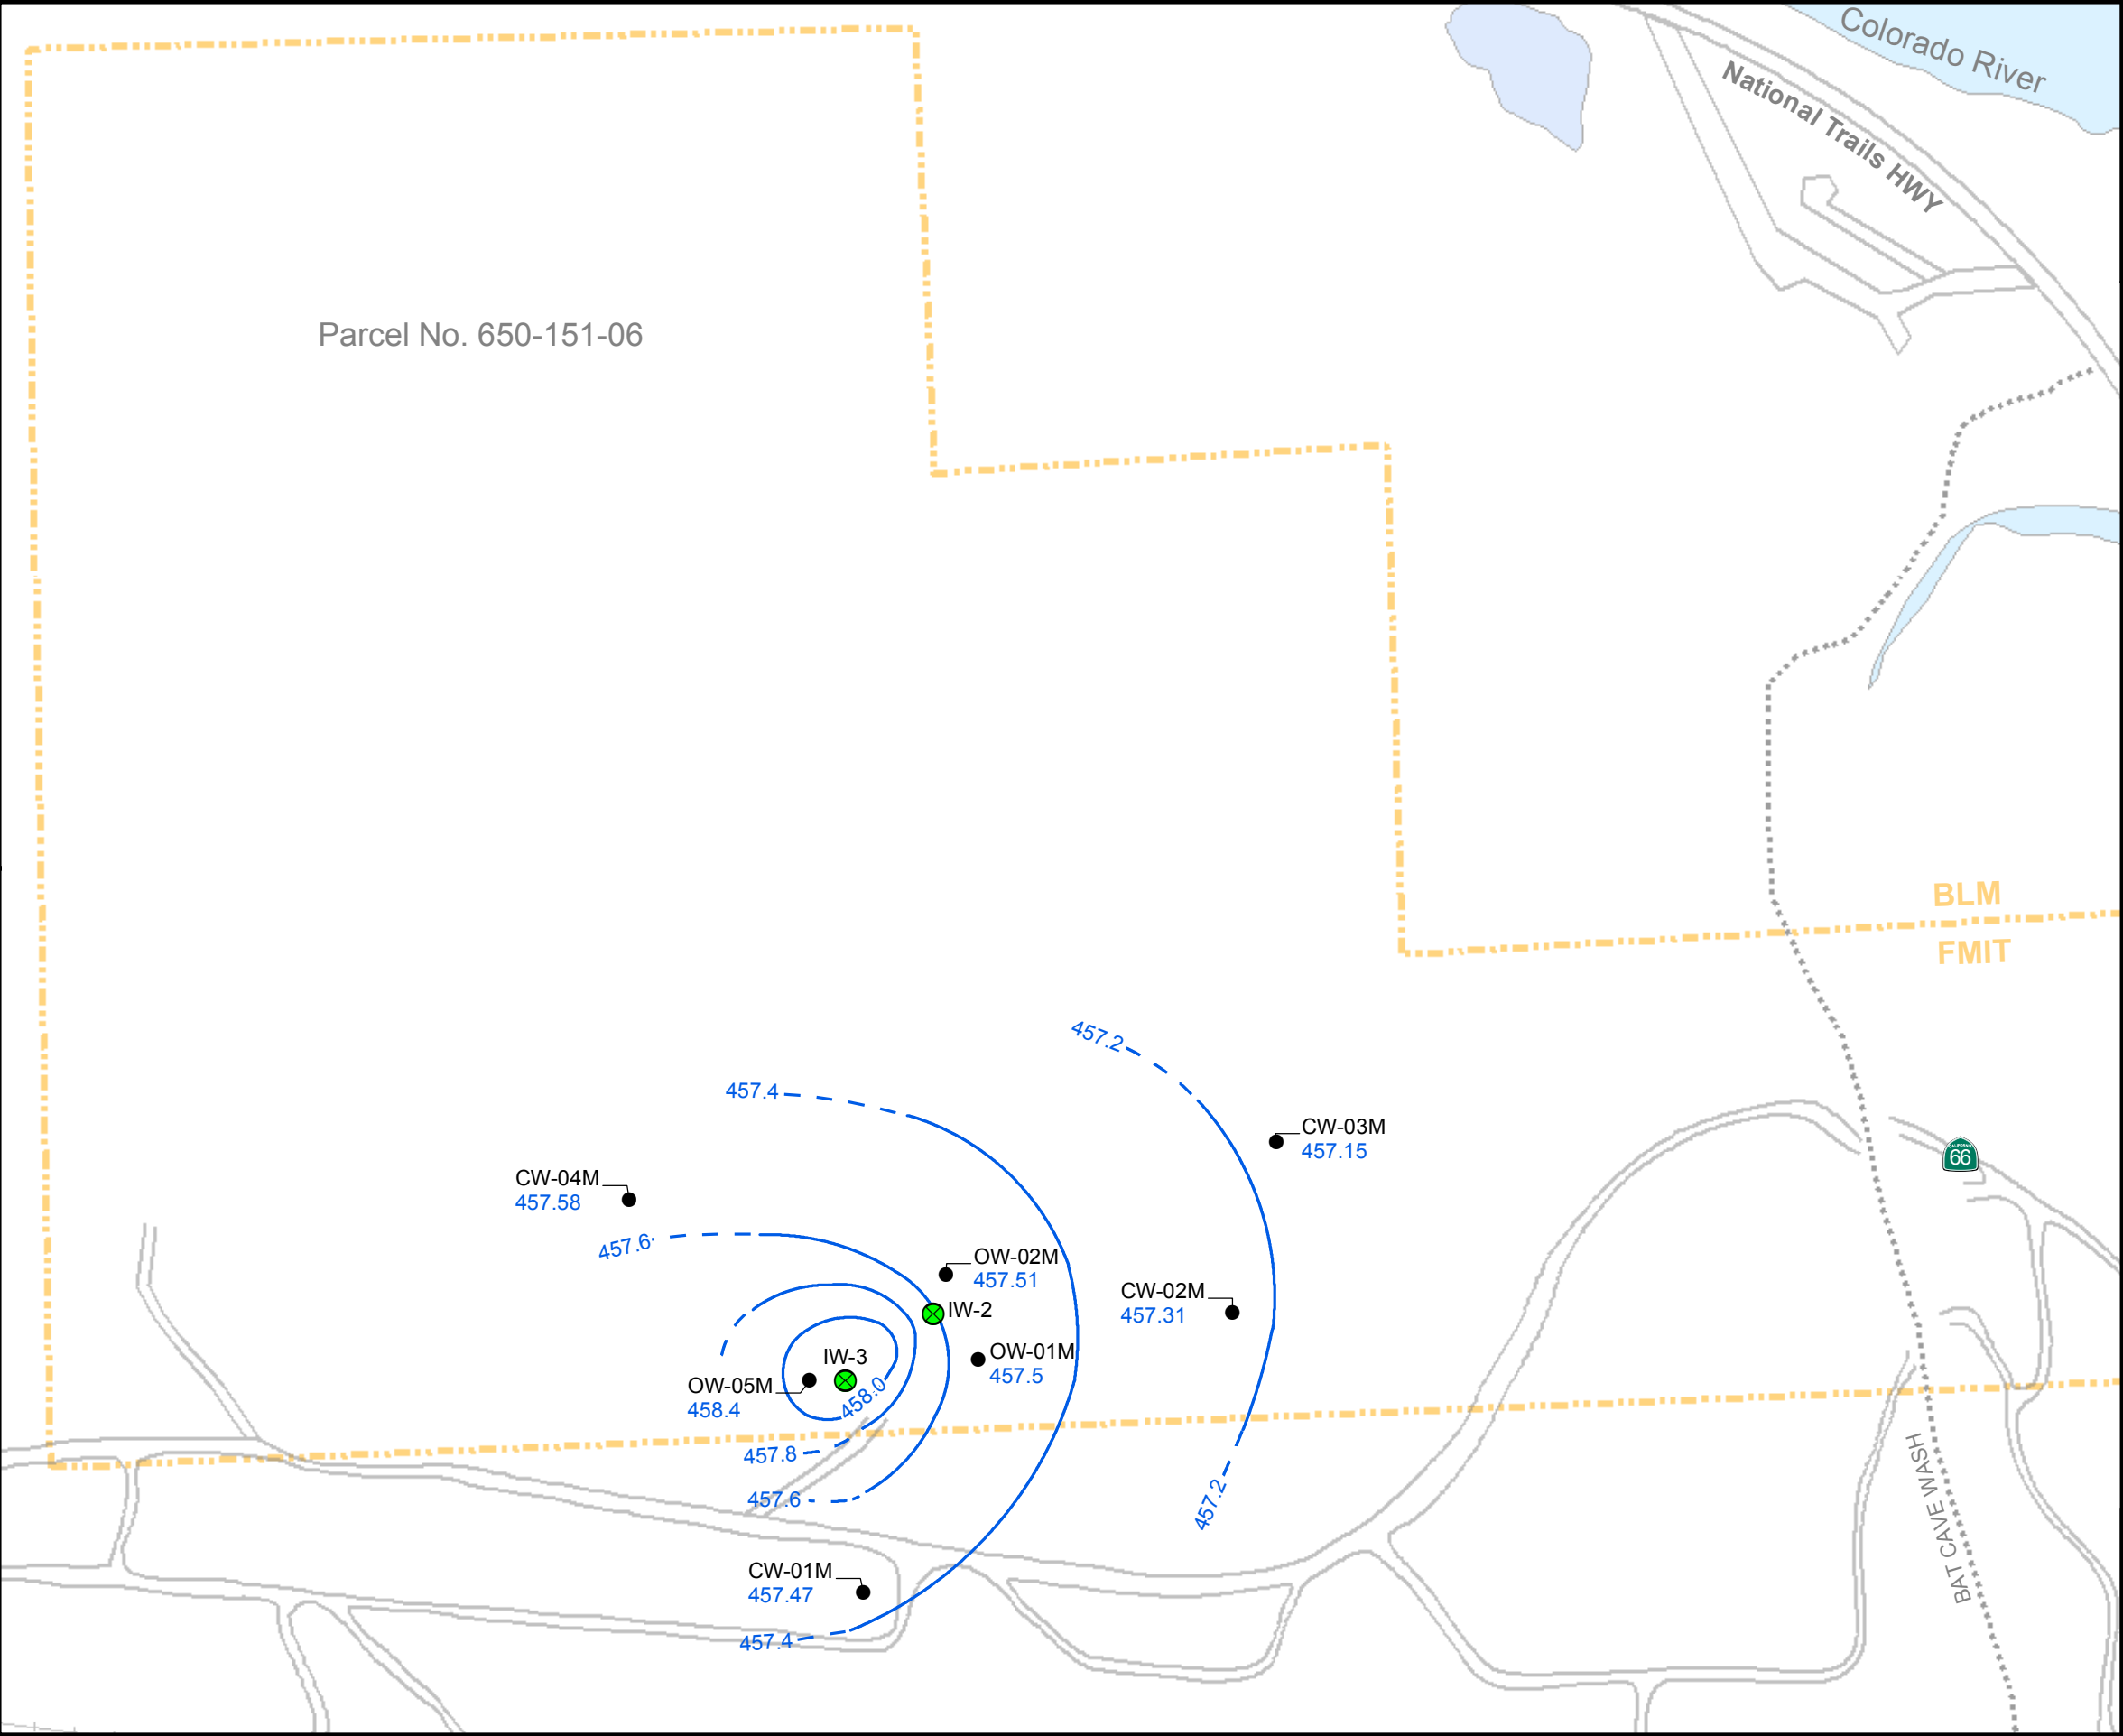 Colorado River
National Trails HWY
Parcel No. 650-151-06
BLM
FMIT
457.2
457.4
CW-03M
457.15
CALIFORNIA
66
CW-04M
457.58
457.6
OW-02M
457.51
IW-2
CW-02M
457.31
OW-01M
457.5
IW-3
OW-05M
458.4
458.0
457.8
457.6
457.2
BAT CAVE WASH
CW-01M
457.47
457.4